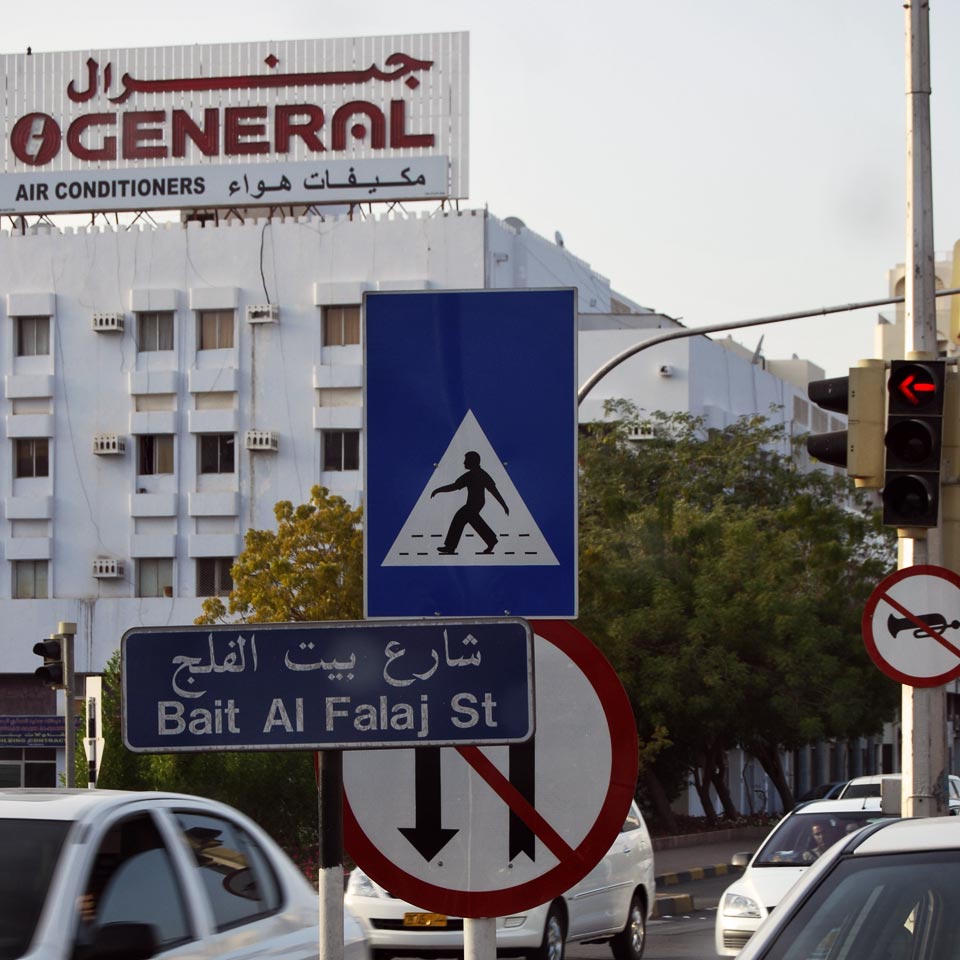 جنرال
GENERAL
AIR CONDITIONERS مكيفات هواء
شارع بيت الفلج
Bait Al Falaj St